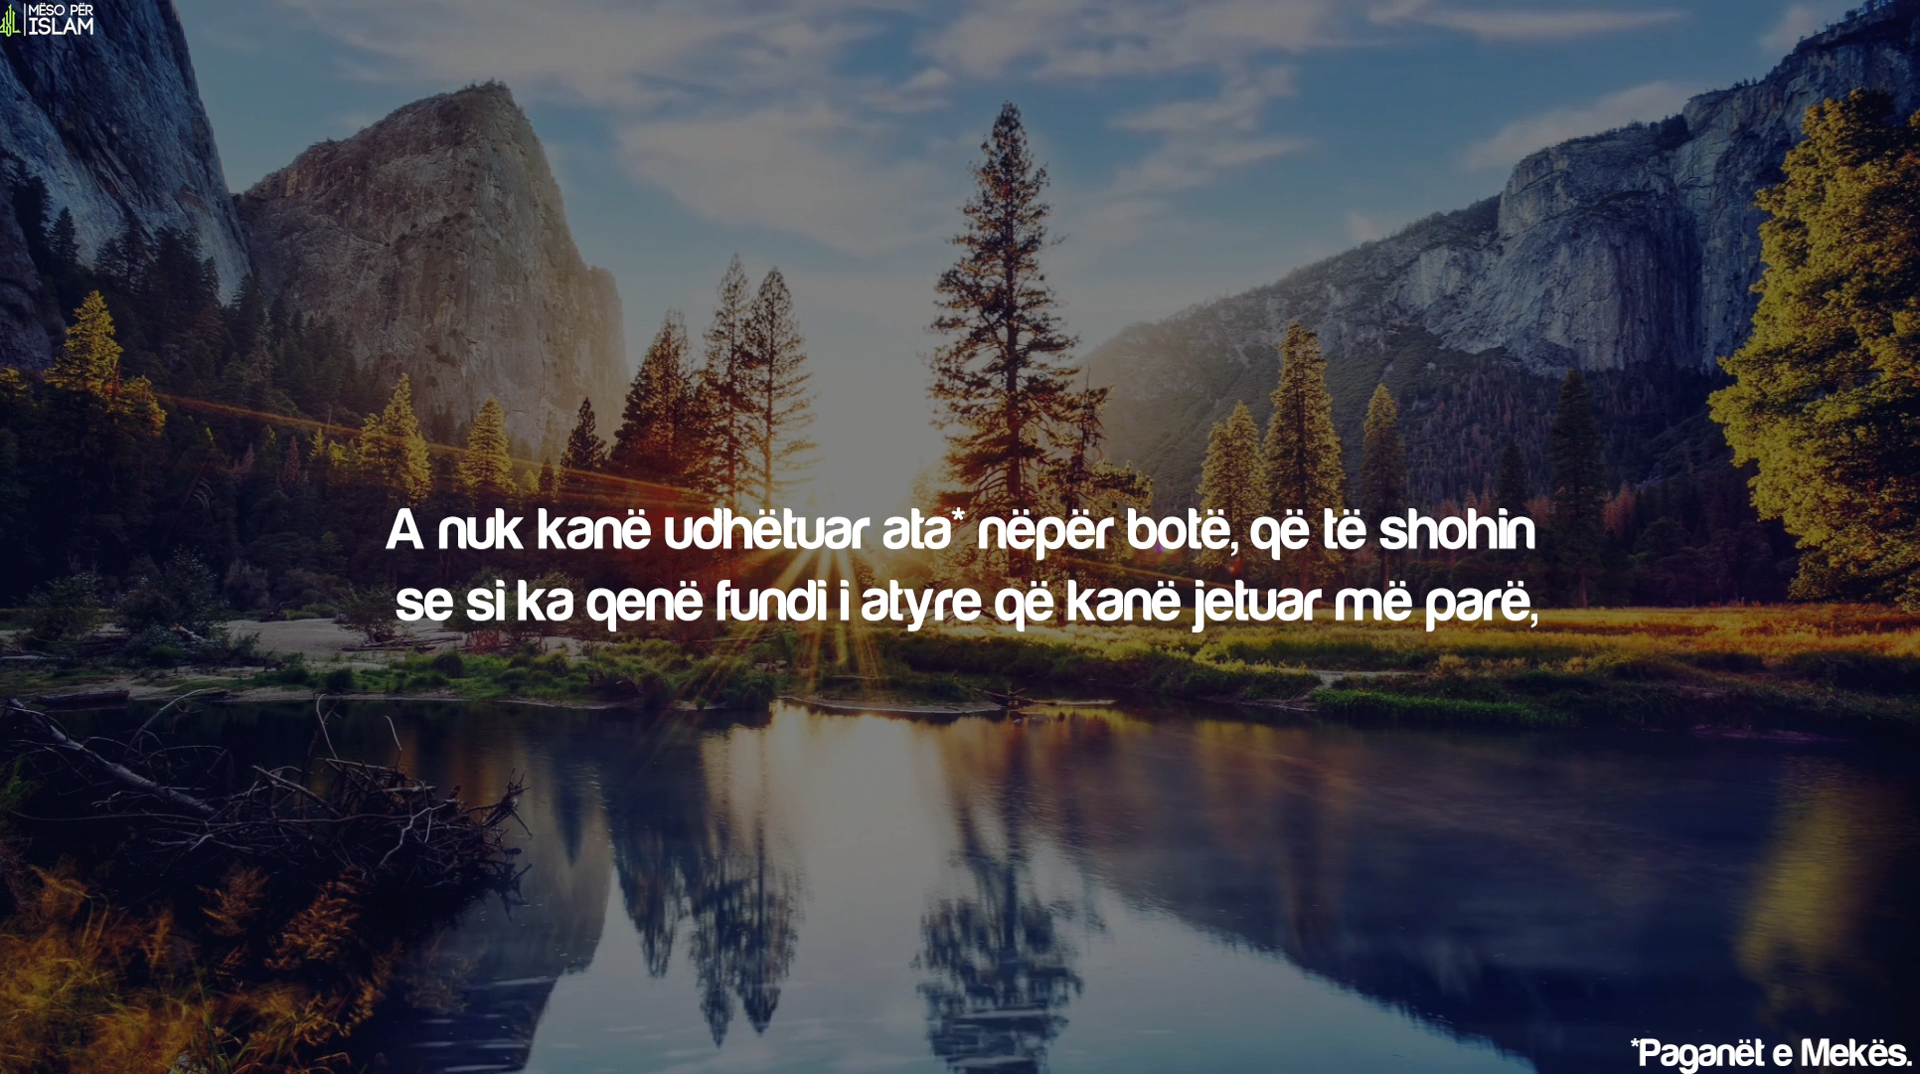 MËSO PËR
ISLAM
A nuk kanë udhëtuar ata* nëpër botë, që të shohin
se si ka qenë fundi i atyre që kanë jetuar më parë,
*Paganët e Mekës.